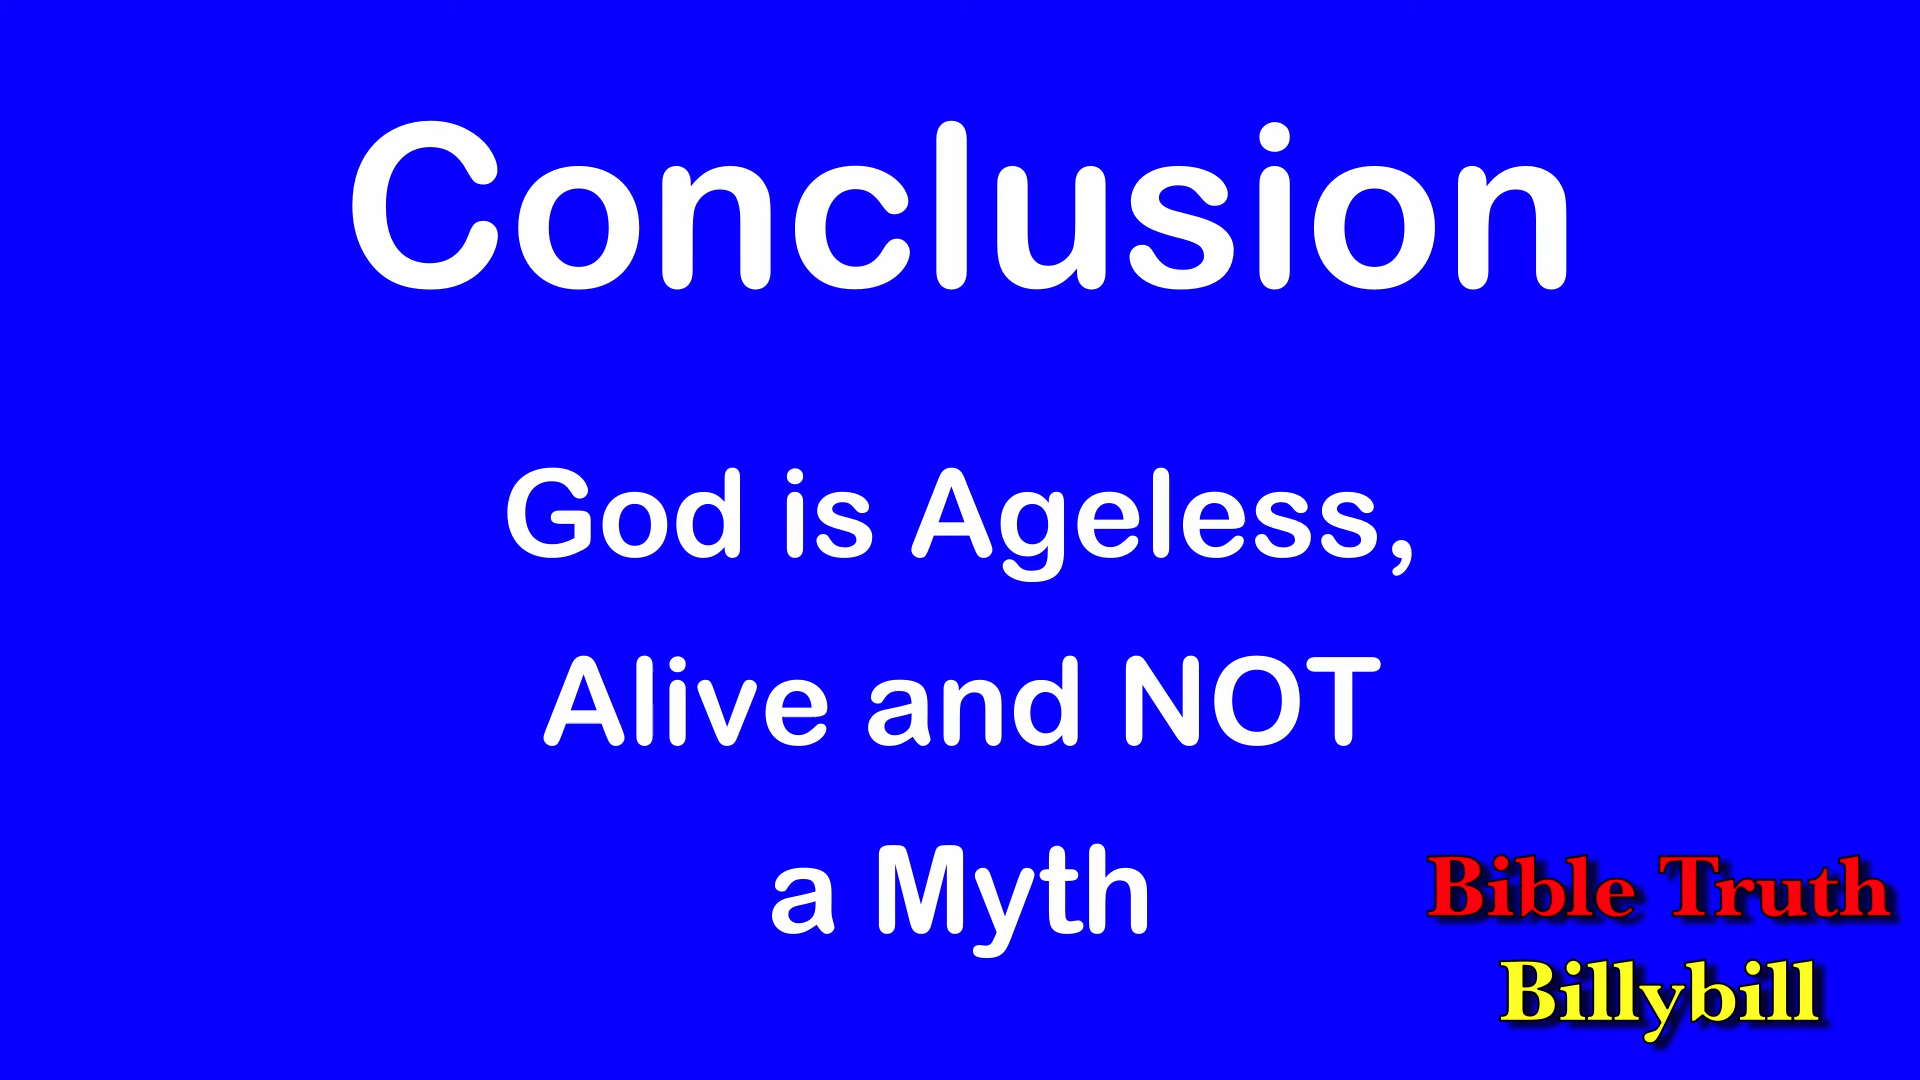 Conclusion
God is Ageless,
Alive and NOT
a Myth
Bible Truth
Billybill